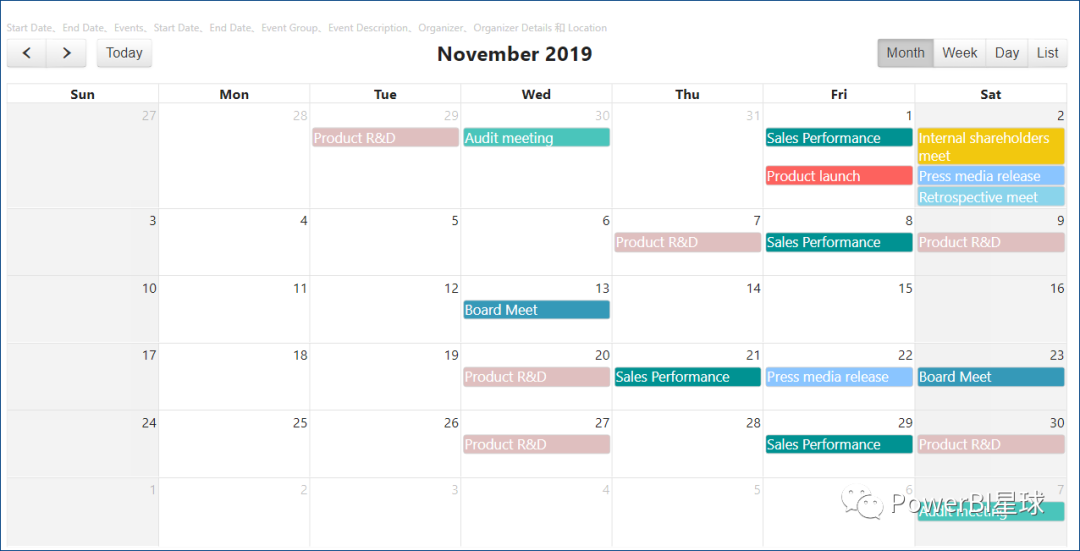 Start Date、End Date、Events、Start Date、End Date、Event Group、Event Description、Organizer、Organizer Details 和 Location
< > Today November 2019 Month Week Day List
Sun Mon Tue Wed Thu Fri Sat
27 28 29 30 31 1 2
Product R&D Audit meeting Sales Performance Internal shareholders
meet
Product launch Press media release
Retrospective meet
3 4 5 6 7 8 9
Product R&D Sales Performance Product R&D
10 11 12 13 14 15 16
Board Meet
17 18 19 20 21 22 23
Product R&D Sales Performance Press media release Board Meet
24 25 26 27 28 29 30
Product R&D Sales Performance Product R&D
1 2 3 4 5 6 7
PowerBI星球
Audit meeting